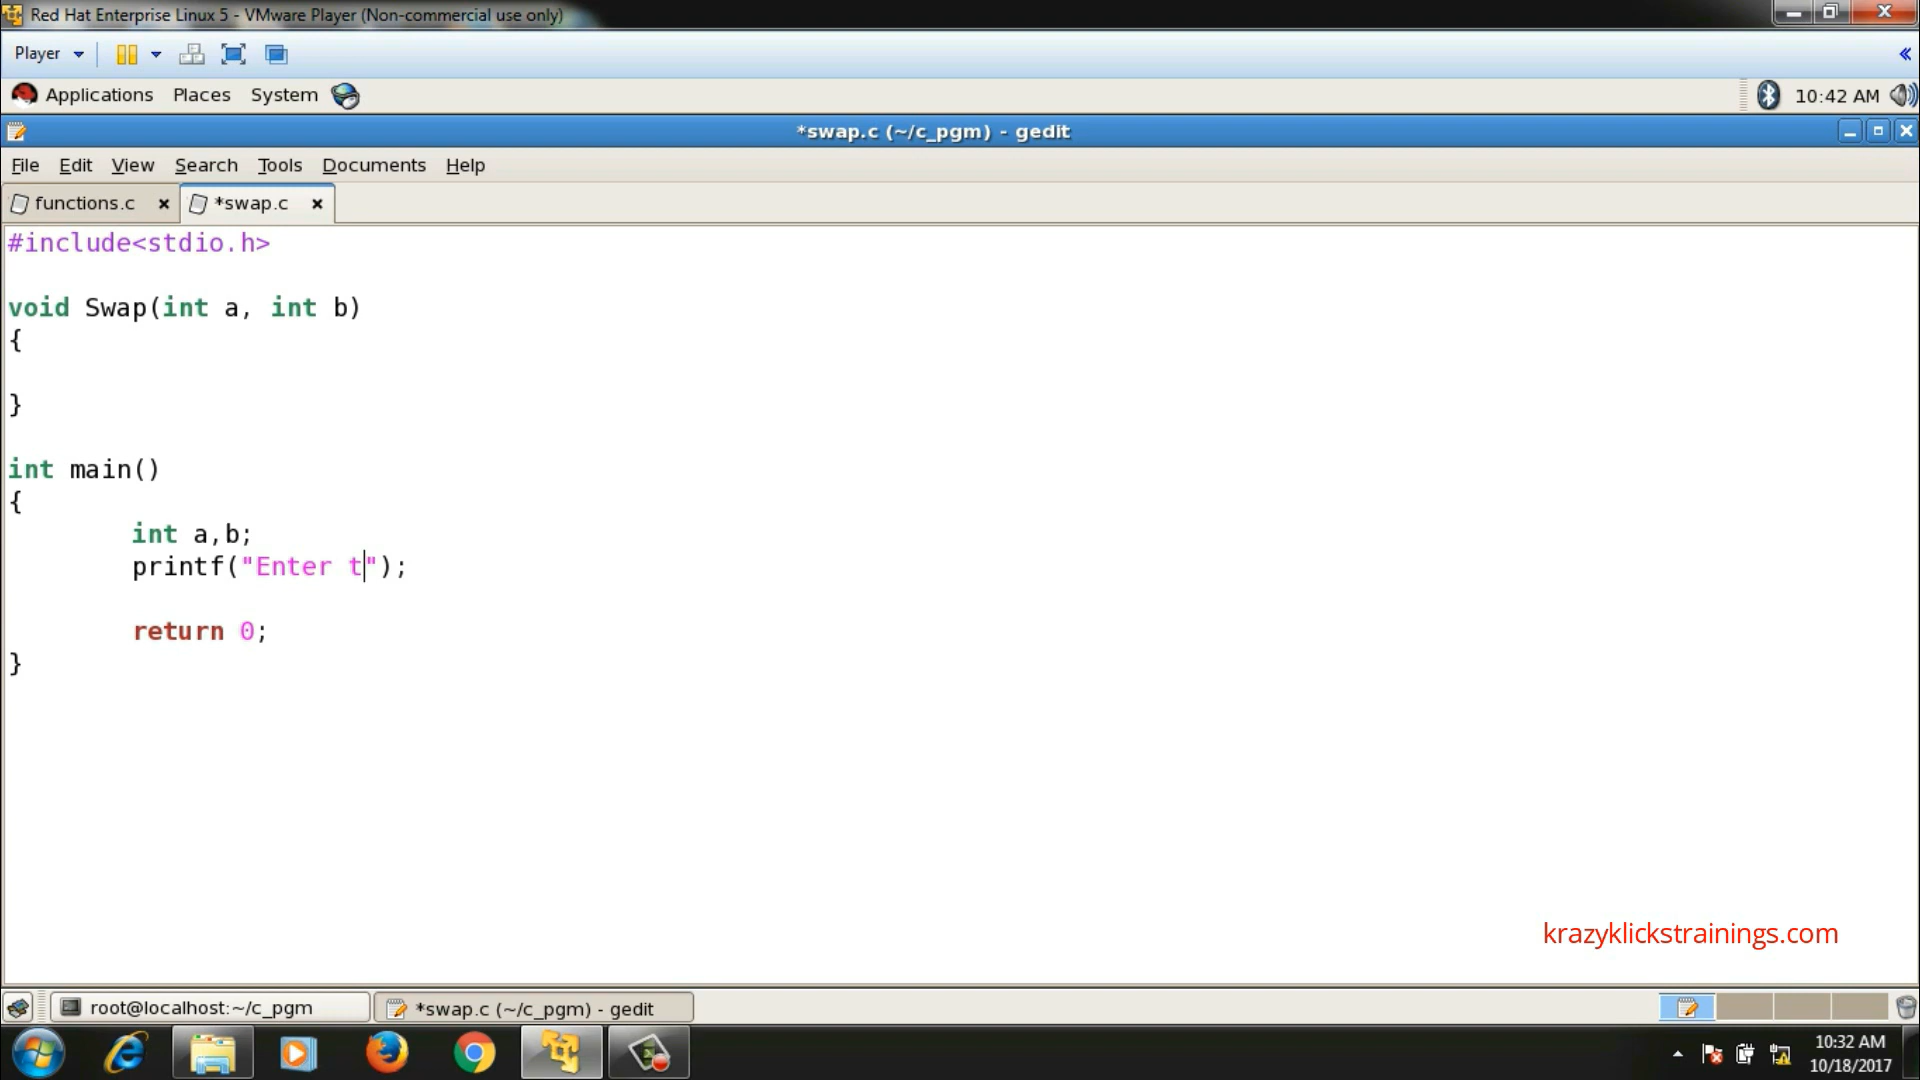 Red Hat Enterprise Linux 5 - VMware Player (Non-commercial use only)
Player
Applications Places System 10:42 AM
*swap.c (~/c_pgm) - gedit
File Edit View Search Tools Documents Help
functions.c *swap.c
#include<stdio.h>
void Swap(int a, int b)
{
}
int main()
{
int a,b;
printf("Enter t");
return 0;
}
krazyklickstrainings.com
root@localhost:~/c_pgm *swap.c (~/c_pgm) - gedit
10:32 AM
10/18/2017